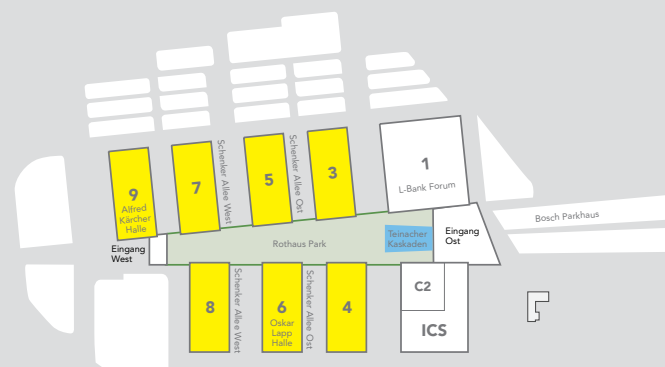 9
Alfred
Kärcher
Halle
7
Schenker Allee West
5
Schenker Allee Ost
3
1
L-Bank Forum
Eingang
West
Rothaus Park
Teinacher
Kaskaden
Eingang
Ost
Bosch Parkhaus
8
Schenker Allee West
6
Oskar
Lapp
Halle
Schenker Allee Ost
4
C2
ICS